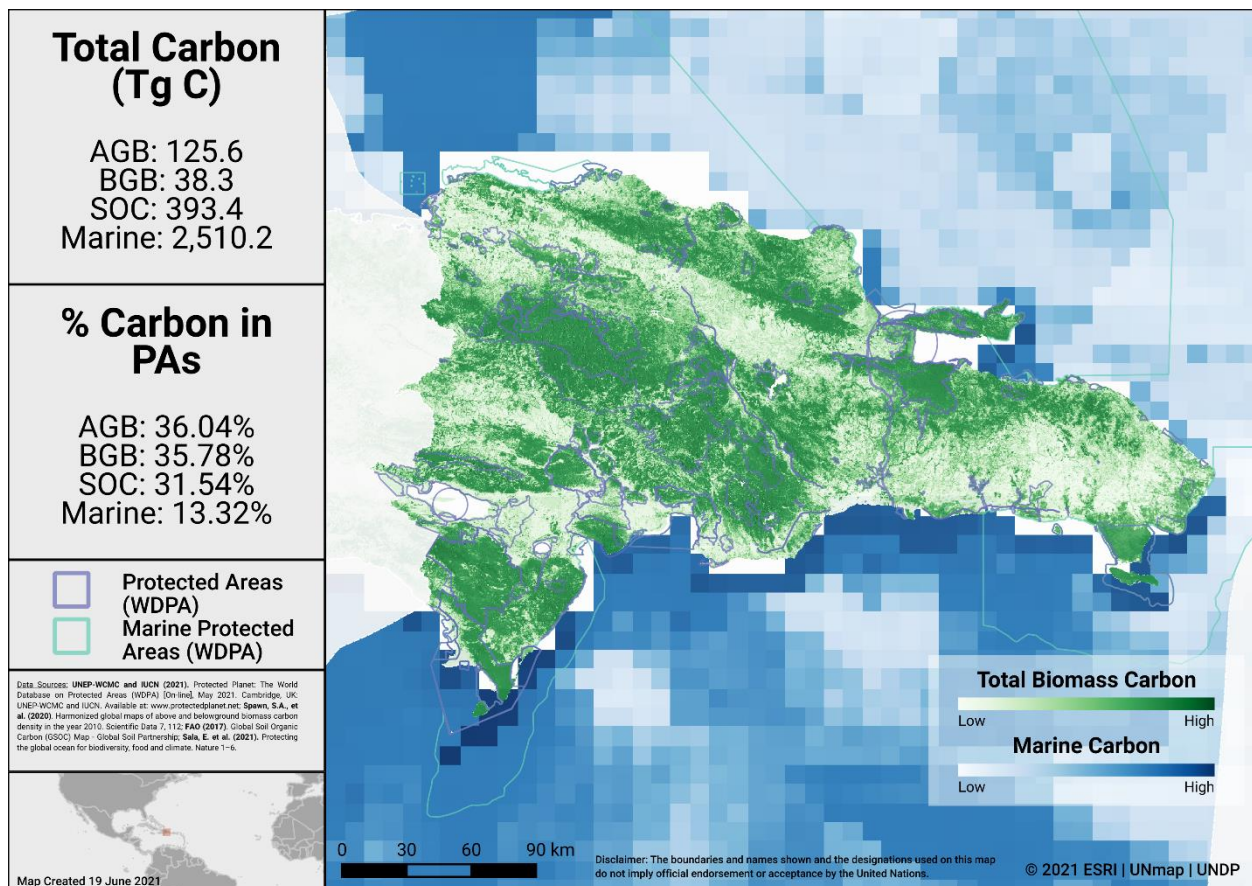 Total Carbon
(Tg C)
AGB: 125.6
BGB: 38.3
SOC: 393.4
Marine: 2,510.2
% Carbon in
PAs
AGB: 36.04%
BGB: 35.78%
SOC: 31.54%
Marine: 13.32%
Protected Areas
(WDPA)
Marine Protected
Areas (WDPA)
Data Sources: UNEP-WCMC and IUCN (2021). Protected Planet: The World
Database on Protected Areas (WDPA) [On-line], May 2021. Cambridge, UK:
UNEP-WCMC and IUCN. Available at: www.protectedplanet.net; Spawn, S.A., et
al. (2020). Harmonized global maps of above and belowground biomass carbon
density in the year 2010. Scientific Data 7, 112; FAO (2017). Global Soil Organic
Carbon (GSOC) Map - Global Soil Partnership; Sala, E. et al. (2021). Protecting
the global ocean for biodiversity, food and climate. Nature 1–6.
Map Created 19 June 2021
Total Biomass Carbon
Low High
Marine Carbon
Low High
0 30 60 90 km
Disclaimer: The boundaries and names shown and the designations used on this map
do not imply official endorsement or acceptance by the United Nations.
© 2021 ESRI | UNmap | UNDP